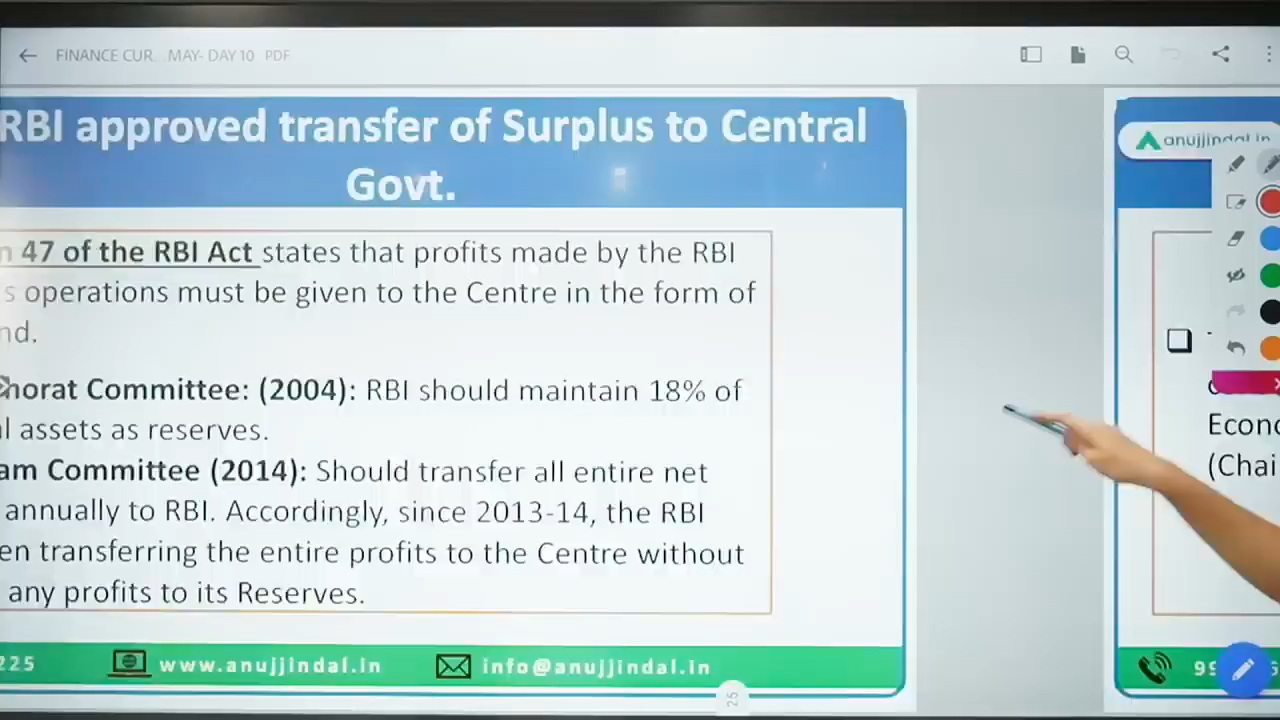 FINANCE CUR... MAY- DAY 10 PDF
RBI approved transfer of Surplus to Central
Govt.
47 of the RBI Act states that profits made by the RBI
s operations must be given to the Centre in the form of
nd.
horat Committee: (2004): RBI should maintain 18% of
l assets as reserves.
am Committee (2014): Should transfer all entire net
annually to RBI. Accordingly, since 2013-14, the RBI
en transferring the entire profits to the Centre without
any profits to its Reserves.
225 www.anujjindal.in info@anujjindal.in
25
anujjindal.in
Econo
(Chai
99